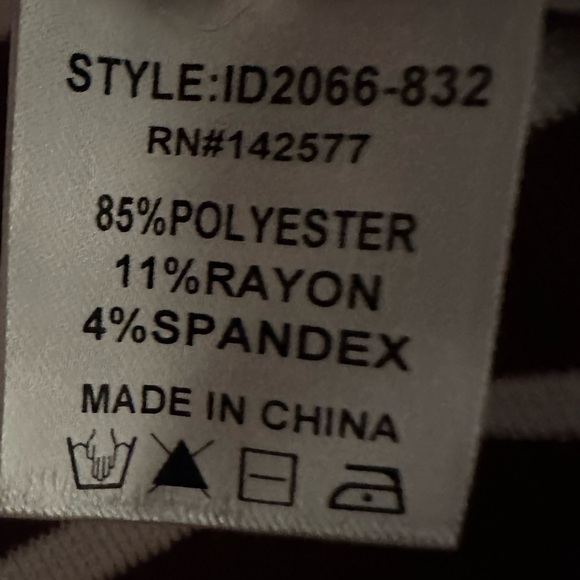 STYLE:ID2066-832
RN#142577
85%POLYESTER
11%RAYON
4%SPANDEX
MADE IN CHINA